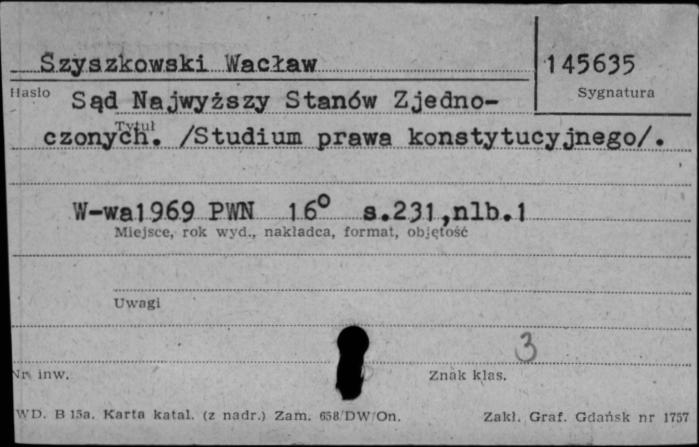 Szyszkowski Wacław
145635
Hasło
Sygnatura
Sąd Najwyższy Stanów Zjedno-
Tytuł
czonych. /Studium prawa konstytucyjnego/.
W-wa1969 PWN 16° s.231,nlb.1
Miejsce, rok wyd., nakładca, format, objętość
Uwagi
3
Nr inw.
Znak klas.
WD. B 15a. Karta katal. (z nadr.) Zam. 658/DW/On.
Zakł. Graf. Gdańsk nr 1757